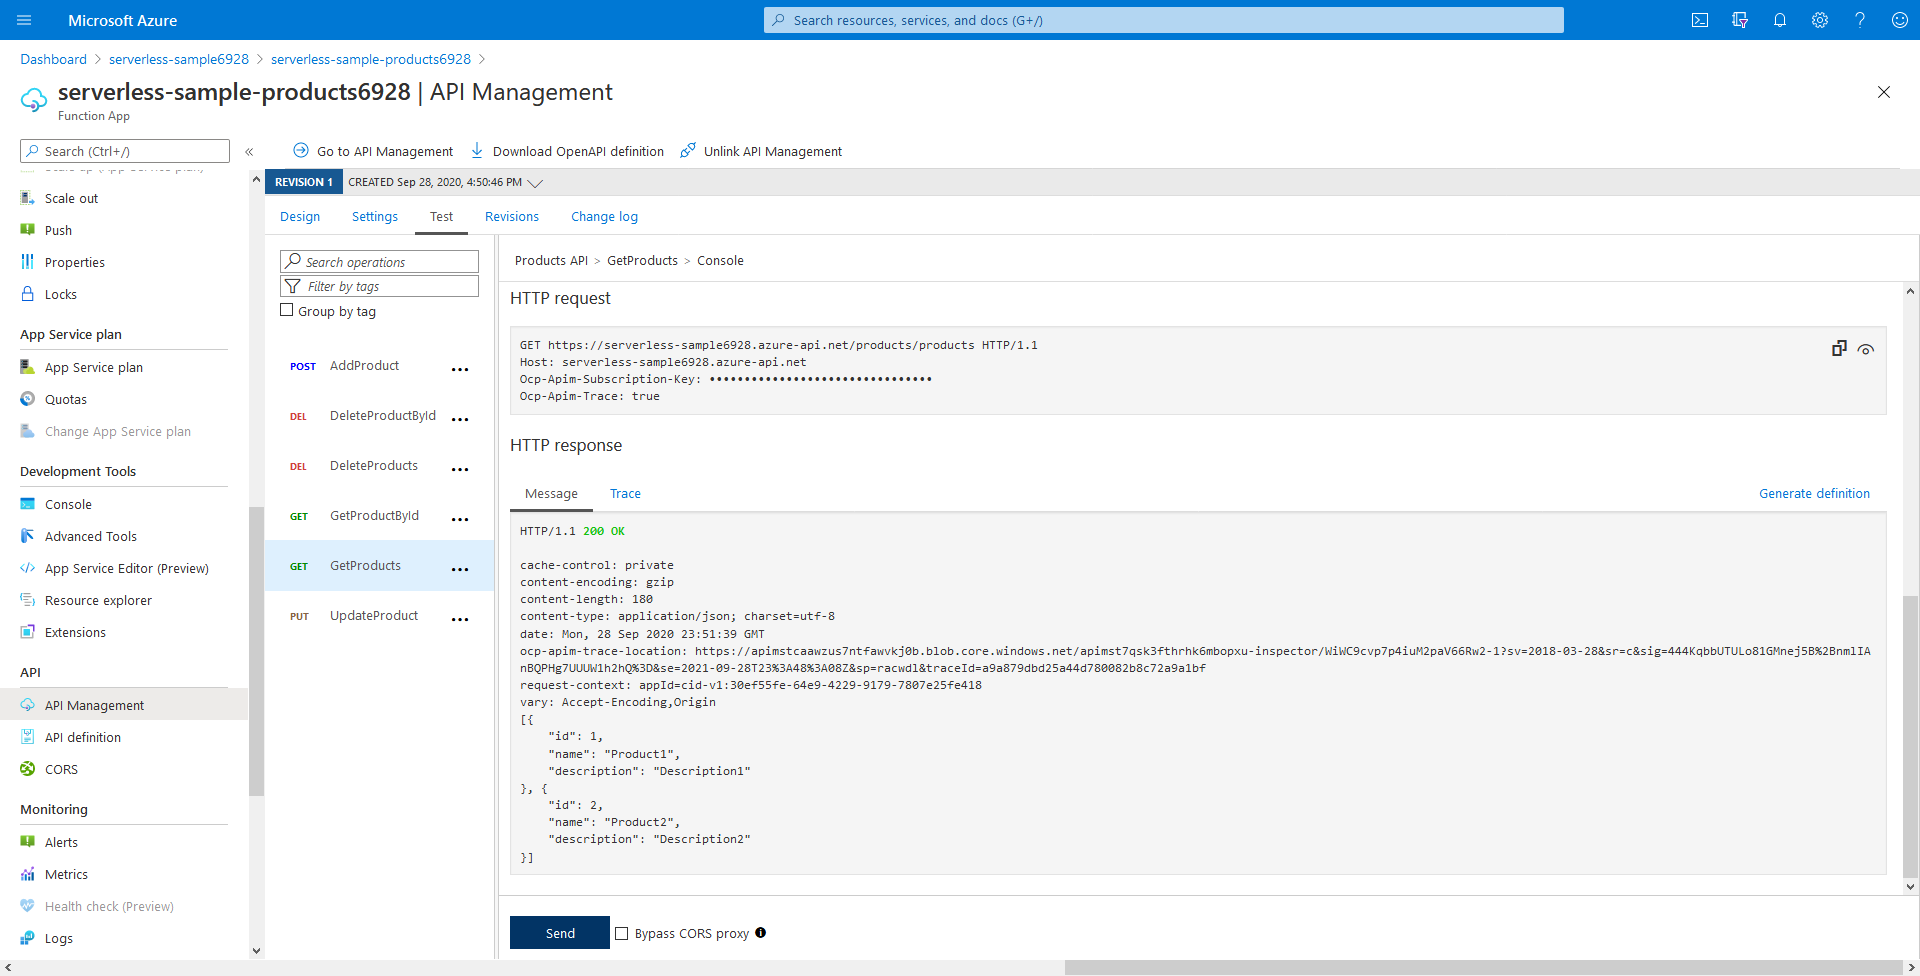 Microsoft Azure
Search resources, services, and docs (G+/)
Dashboard > serverless-sample6928 > serverless-sample-products6928 >
serverless-sample-products6928 | API Management
Function App
Search (Ctrl+/)
«
Go to API Management
Download OpenAPI definition
Unlink API Management
Scale up (App Service plan)
Scale out
Push
Properties
Locks
App Service plan
App Service plan
Quotas
Change App Service plan
Development Tools
Console
Advanced Tools
App Service Editor (Preview)
Resource explorer
Extensions
API
API Management
API definition
CORS
Monitoring
Alerts
Metrics
Health check (Preview)
Logs
REVISION 1 CREATED Sep 28, 2020, 4:50:46 PM
Design
Settings
Test
Revisions
Change log
Search operations
Filter by tags
Group by tag
POST AddProduct ...
DEL DeleteProductById ...
DEL DeleteProducts ...
GET GetProductById ...
GET GetProducts ...
PUT UpdateProduct ...
Products API > GetProducts > Console
HTTP request
GET https://serverless-sample6928.azure-api.net/products/products HTTP/1.1
Host: serverless-sample6928.azure-api.net
Ocp-Apim-Subscription-Key: ••••••••••••••••••••••••••••••••
Ocp-Apim-Trace: true
HTTP response
Message
Trace
Generate definition
HTTP/1.1 200 OK
cache-control: private
content-encoding: gzip
content-length: 180
content-type: application/json; charset=utf-8
date: Mon, 28 Sep 2020 23:51:39 GMT
ocp-apim-trace-location: https://apimstcaawzus7ntfawvkj0b.blob.core.windows.net/apimst7qsk3fthrhk6mbopxu-inspector/WiWC9cvp7p4iuM2paV66Rw2-1?sv=2018-03-28&sr=c&sig=444KqbbUTULo81GMnej5B%2BnmlIA
nBQPHg7UUUW1h2hQ%3D&se=2021-09-28T23%3A48%3A08Z&sp=racwdl&traceId=a9a879dbd25a44d780082b8c72a9a1bf
request-context: appId=cid-v1:30ef55fe-64e9-4229-9179-7807e25fe418
vary: Accept-Encoding,Origin
[{
"id": 1,
"name": "Product1",
"description": "Description1"
}, {
"id": 2,
"name": "Product2",
"description": "Description2"
}]
Send
Bypass CORS proxy